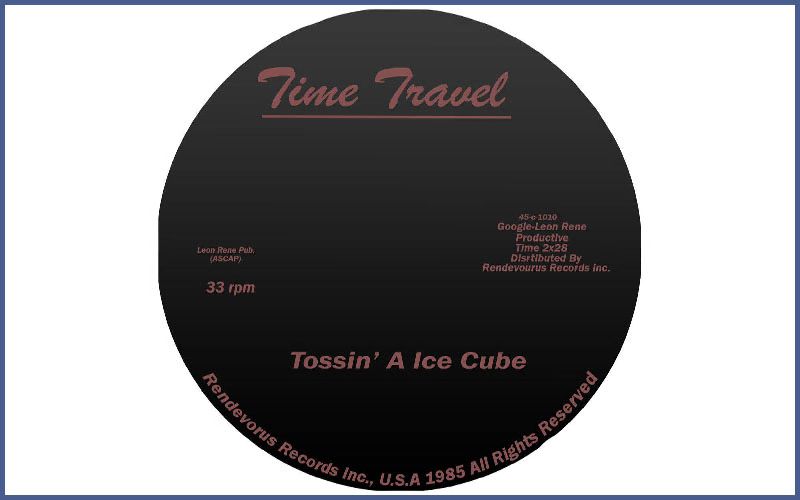 Time Travel
45-c-1010
Google-Leon Rene
Productive
Time 2x28
Disrtibuted By
Rendevourus Records inc.
Leon Rene Pub.
(ASCAP)
33 rpm
Tossin' A Ice Cube
Rendevorus Records Inc., U.S.A 1985 All Rights Reserved